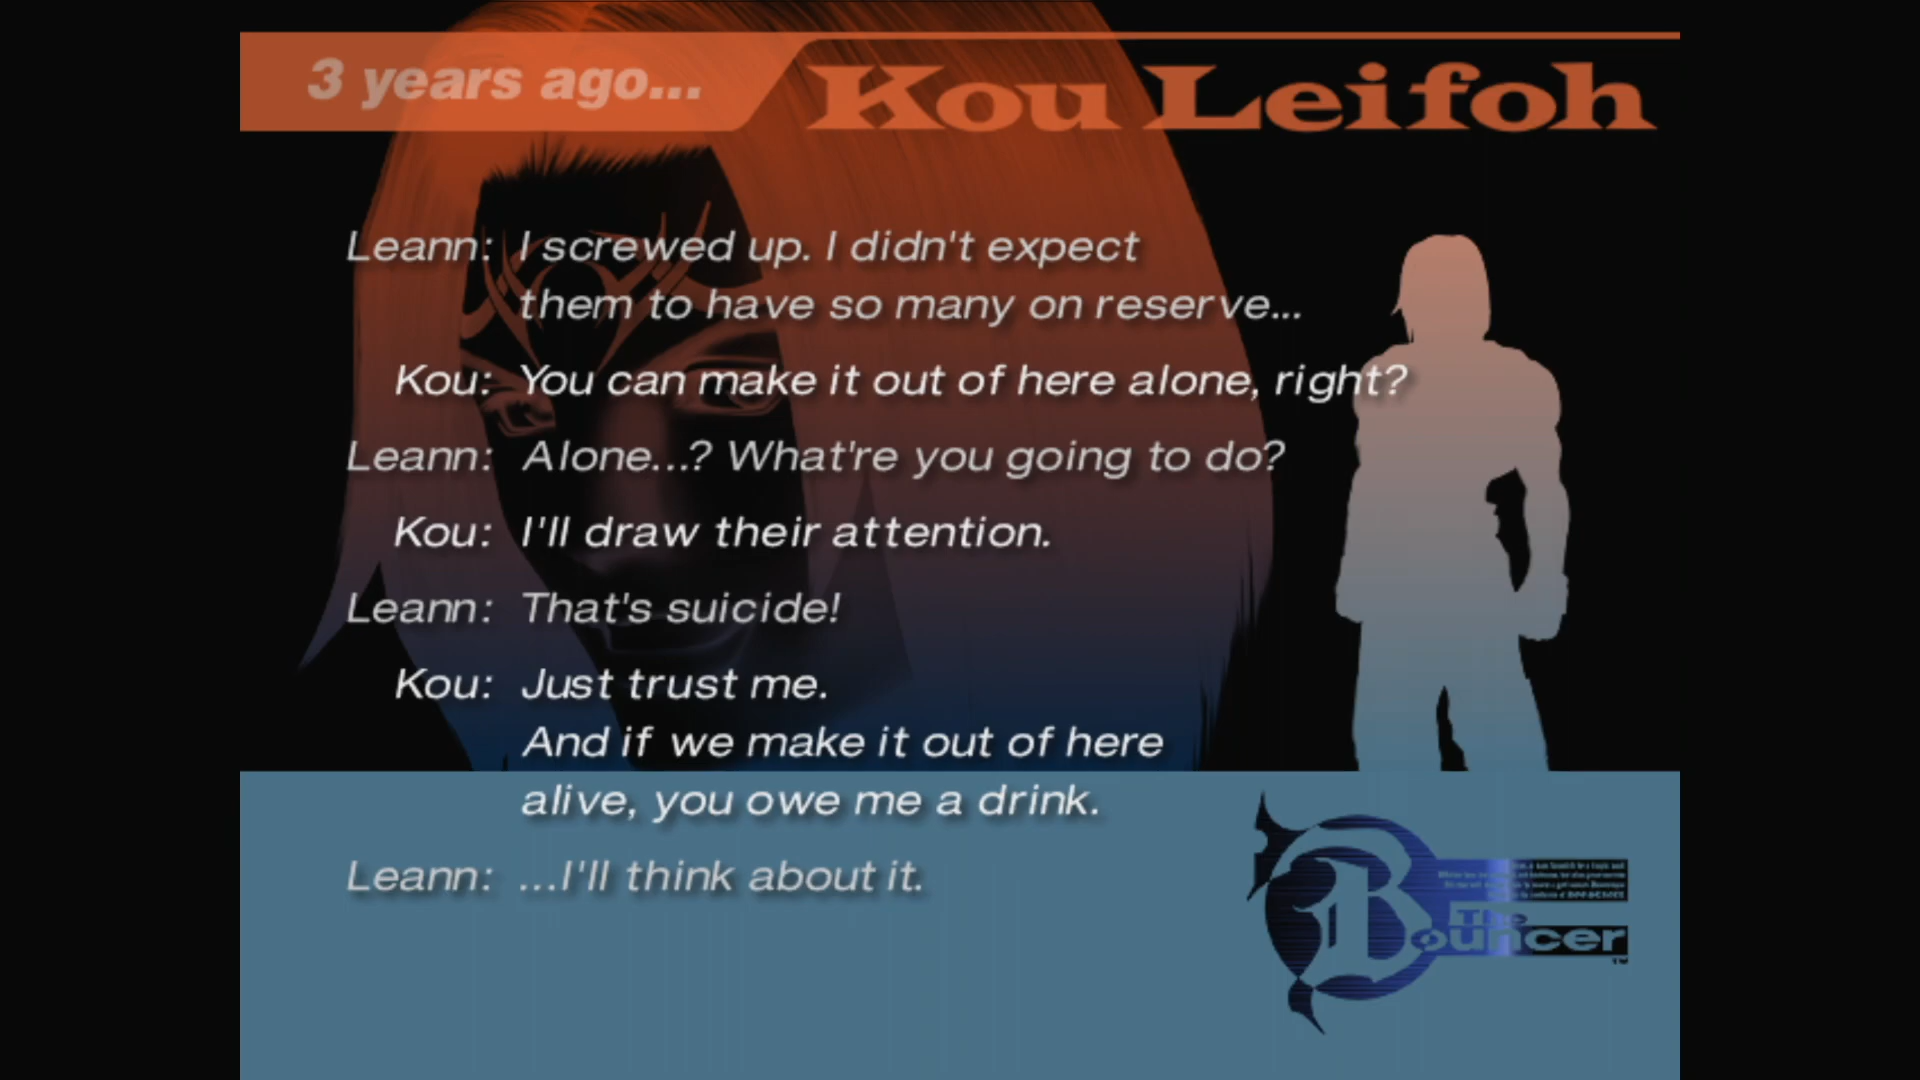 3 years ago...
Kou Leifoh
Leann: I screwed up. I didn't expect
them to have so many on reserve...
Kou: You can make it out of here alone, right?
Leann: Alone...? What're you going to do?
Kou: I'll draw their attention.
Leann: That's suicide!
Kou: Just trust me.
And if we make it out of here
alive, you owe me a drink.
Leann: ...I'll think about it.
The
Bouncer
TM